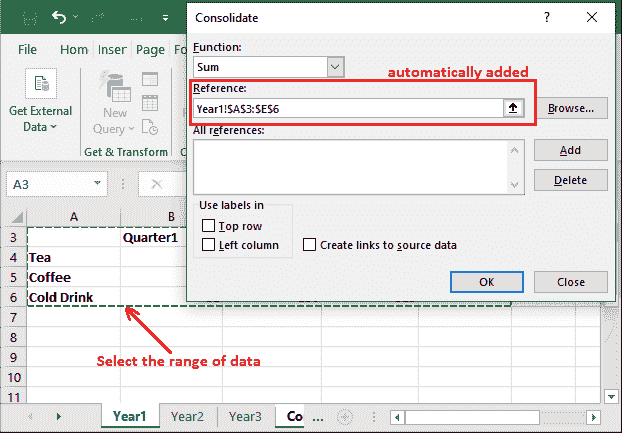 Consolidate
?
File Hom Inser Page Fo
Function:
Sum
automatically added
Reference:
Year1!$A$3:$E$6
Browse...
All references:
Get External
Data
New
Query
Get & Transform
Add
Delete
A3
Use labels in
Top row
Left column
Create links to source data
OK
Close
A B
3 Quarter1
4 Tea
5 Coffee
6 Cold Drink
7
8
9
10
11
Select the range of data
Year1 Year2 Year3 Co ...